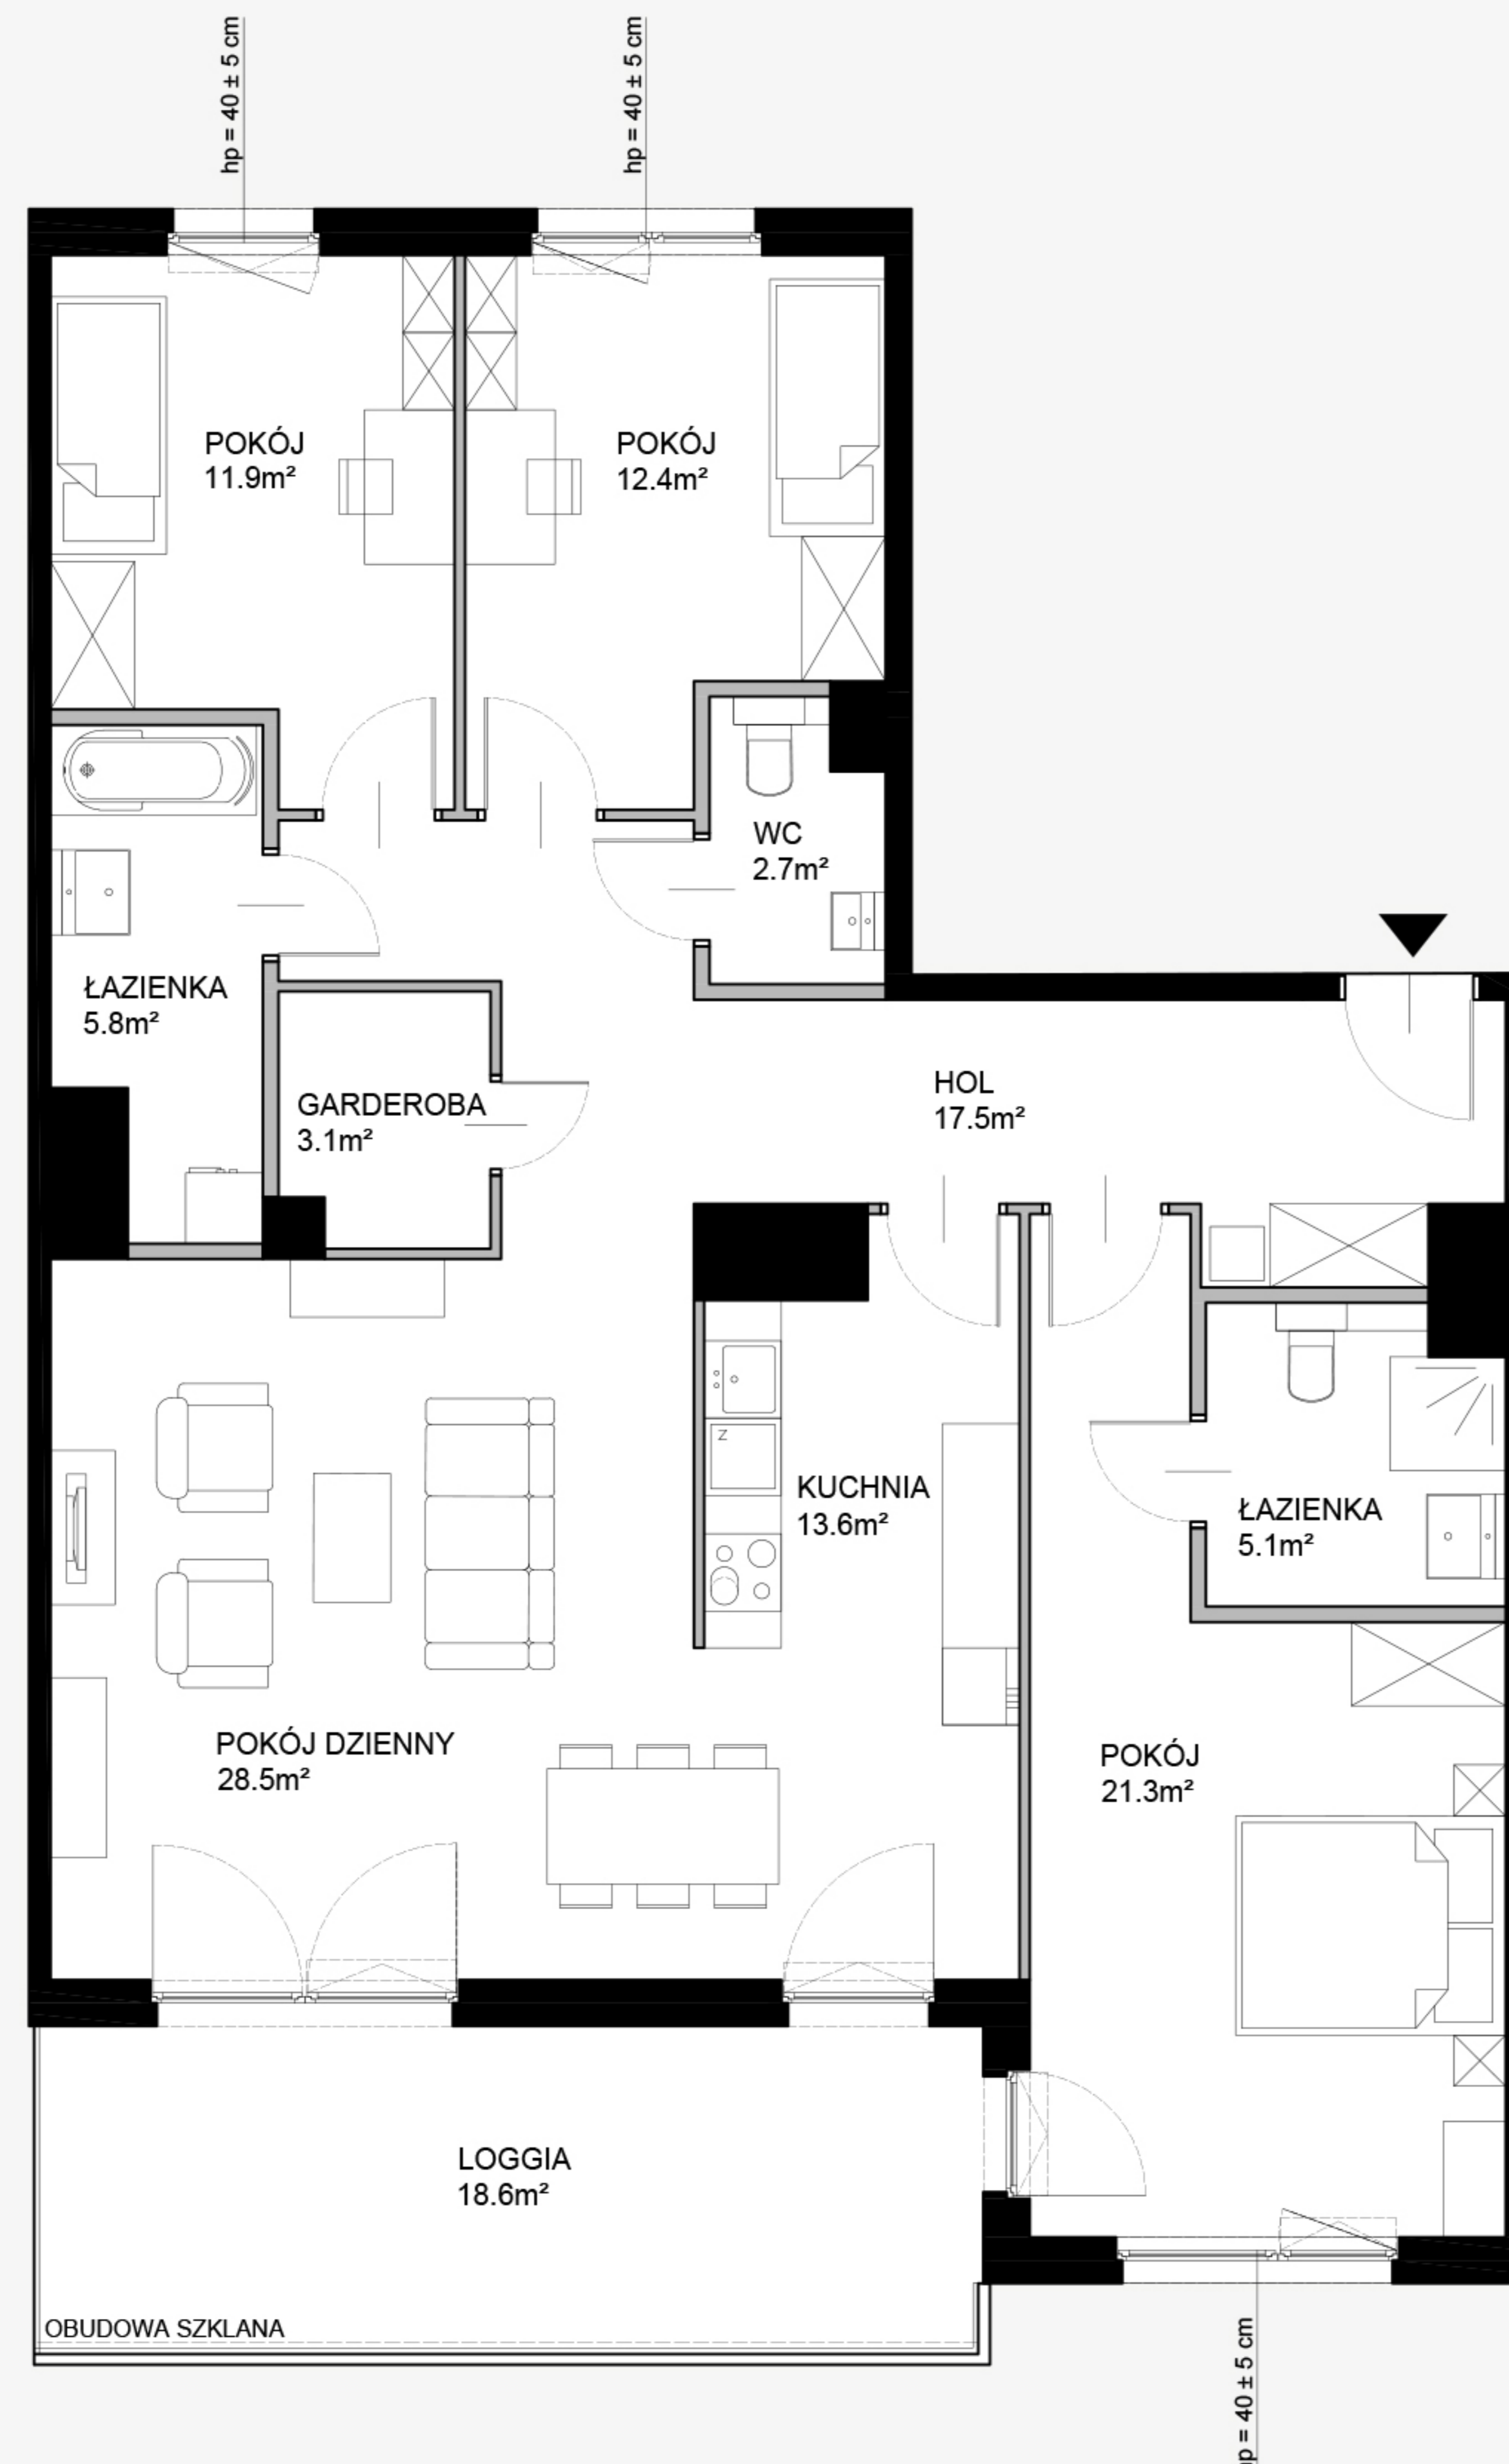 hp = 40 ± 5 cm
hp = 40 ± 5 cm
POKÓJ
11.9m²
POKÓJ
12.4m²
WC
2.7m²
ŁAZIENKA
5.8m²
GARDEROBA
3.1m²
HOL
17.5m²
Z
KUCHNIA
13.6m²
ŁAZIENKA
5.1m²
POKÓJ DZIENNY
28.5m²
POKÓJ
21.3m²
LOGGIA
18.6m²
OBUDOWA SZKLANA
hp = 40 ± 5 cm